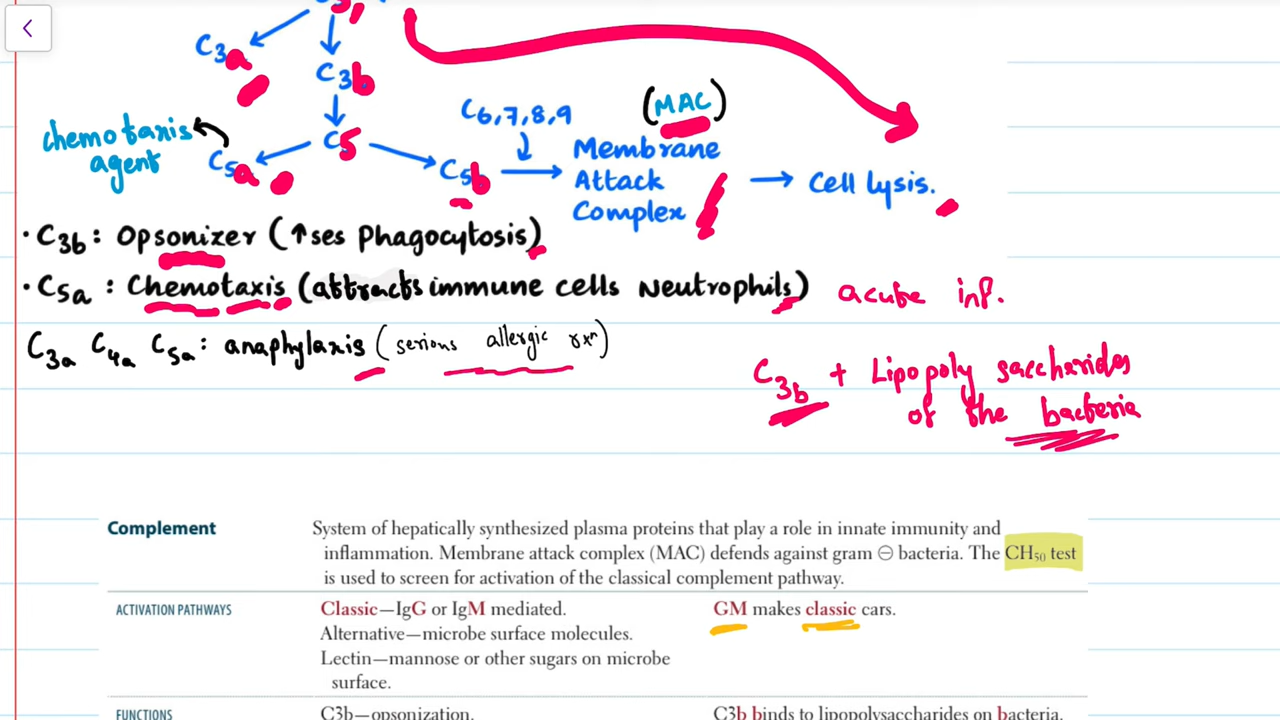 C3a
C3b
C5
C6,7,8,9
(MAC)
chemotaxis agent
C5a
C5b
Membrane Attack Complex
Cell lysis.
• C3b : Opsonizer (↑ses Phagocytosis)
• C5a : Chemotaxis (attracts immune cells Neutrophils) acute inf.
C3a C4a C5a : anaphylaxis (serious allergic rxn)
C3b + Lipopoly saccharides
of the bacteria
Complement
System of hepatically synthesized plasma proteins that play a role in innate immunity and
inflammation. Membrane attack complex (MAC) defends against gram ⊖ bacteria. The CH50 test
is used to screen for activation of the classical complement pathway.
ACTIVATION PATHWAYS
Classic—IgG or IgM mediated.
Alternative—microbe surface molecules.
Lectin—mannose or other sugars on microbe
surface.
GM makes classic cars.
FUNCTIONS
C3b—opsonization.
C3b binds to lipopolysaccharides on bacteria.